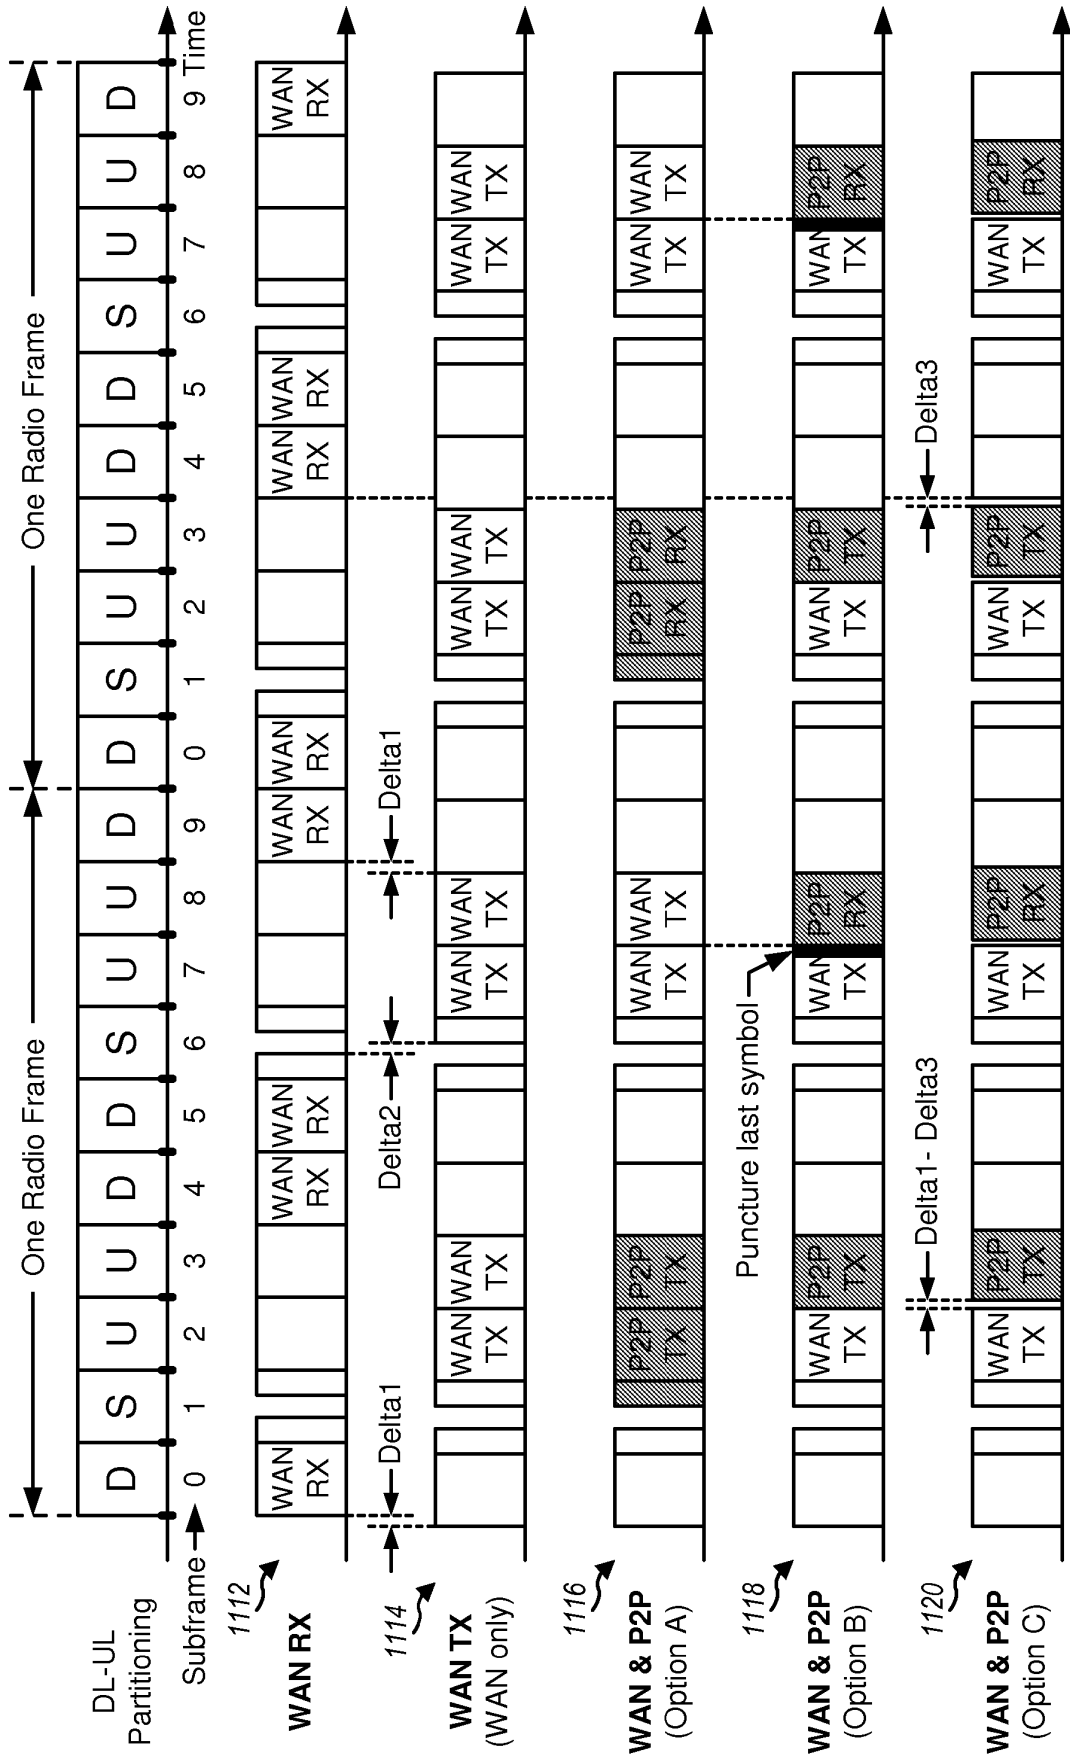 One Radio Frame One Radio Frame
DL-UL
Partitioning
D S U U D D S U U D D S U U D D S U U D
Subframe 0 1 2 3 4 5 6 7 8 9 0 1 2 3 4 5 6 7 8 9 Time
1112
WAN RX
WAN WAN WAN WAN WAN WAN WAN WAN
RX RX RX RX RX RX RX RX
Delta1 Delta2 Delta1
1114
WAN TX
(WAN only)
WAN WAN WAN WAN WAN WAN WAN WAN
TX TX TX TX TX TX TX TX
1116
WAN & P2P
(Option A)
P2P P2P WAN WAN P2P P2P WAN WAN
TX TX TX TX RX RX TX TX
Puncture last symbol
1118
WAN & P2P
(Option B)
WAN P2P WAN P2P WAN P2P WAN P2P
TX TX TX RX TX TX TX RX
Delta1 - Delta3 Delta3
1120
WAN & P2P
(Option C)
WAN P2P WAN P2P WAN P2P WAN P2P
TX TX TX RX TX TX TX RX